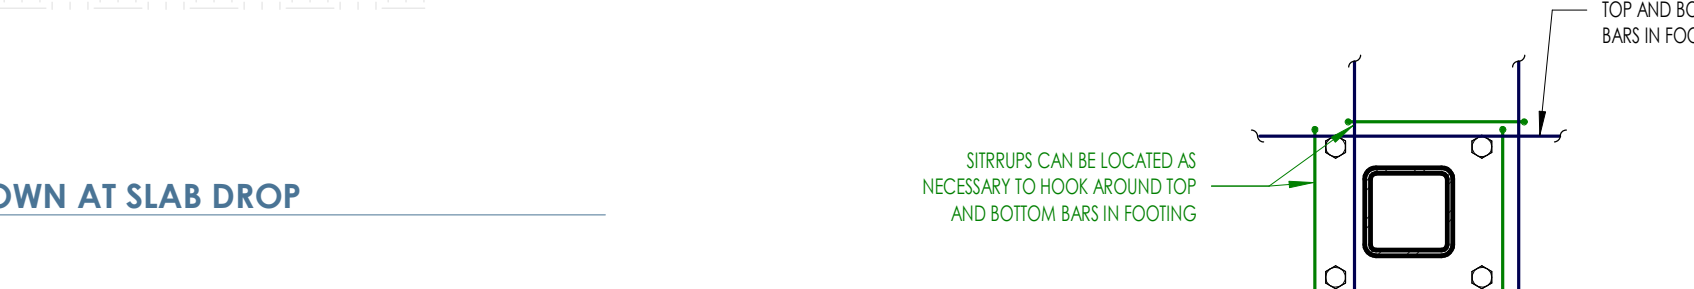 TOP AND BO
BARS IN FOO
SITRRUPS CAN BE LOCATED AS
NECESSARY TO HOOK AROUND TOP
AND BOTTOM BARS IN FOOTING
OWN AT SLAB DROP